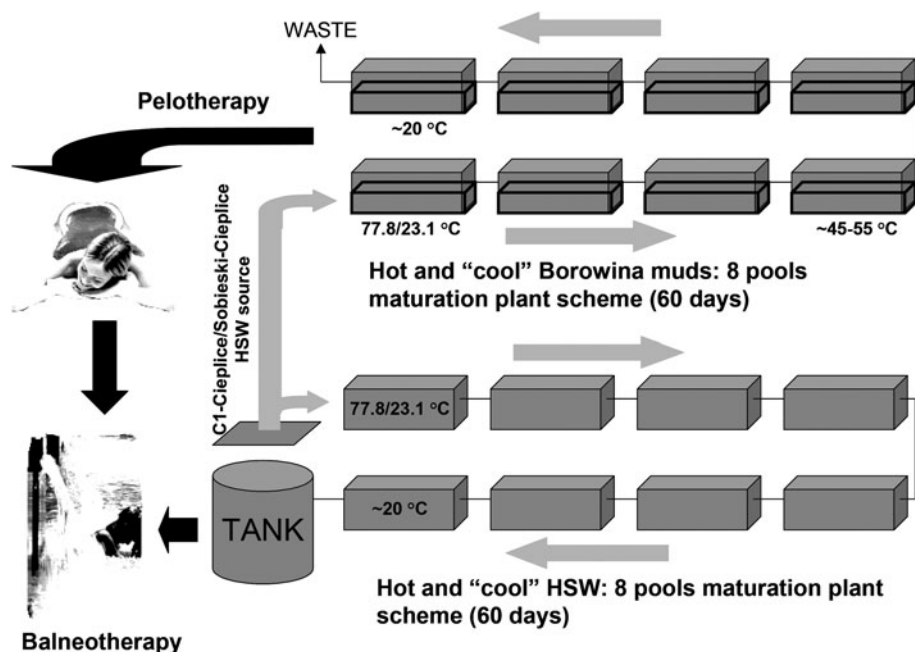 WASTE
Pelotherapy
~20 °C
77.8/23.1 °C
~45-55 °C
Hot and “cool” Borowina muds: 8 pools
maturation plant scheme (60 days)
C1-Cieplice/Sobieski-Cieplice
HSW source
77.8/23.1 °C
~20 °C
TANK
Hot and “cool” HSW: 8 pools maturation plant
scheme (60 days)
Balneotherapy